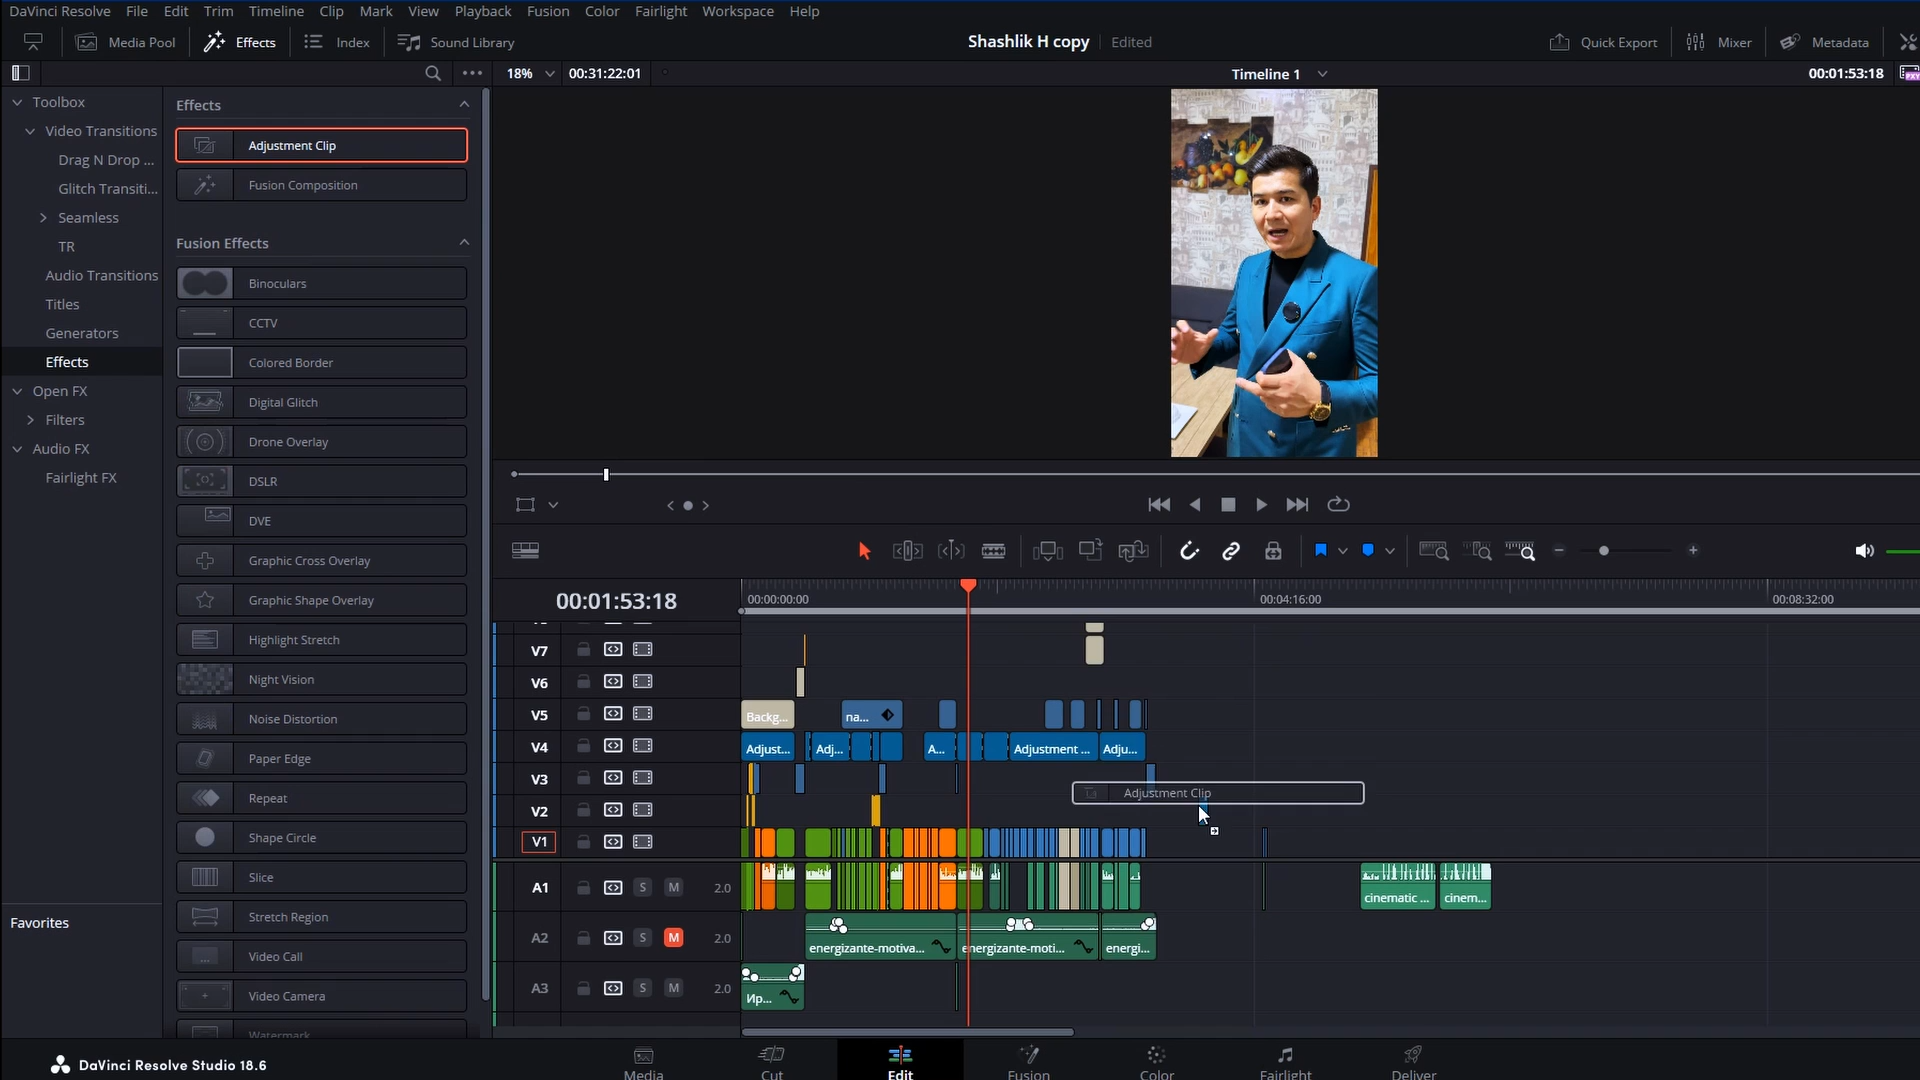 DaVinci Resolve File Edit Trim Timeline Clip Mark View Playback Fusion Color Fairlight Workspace Help
Media Pool Effects Index Sound Library Shashlik H copy Edited Quick Export Mixer Metadata
18% 00:31:22:01 Timeline 1 00:01:53:18
Toolbox
Video Transitions
Drag N Drop ...
Glitch Transiti...
Seamless
TR
Audio Transitions
Titles
Generators
Effects
Open FX
Filters
Audio FX
Fairlight FX
Favorites
Effects
Adjustment Clip
Fusion Composition
Fusion Effects
Binoculars
CCTV
Colored Border
Digital Glitch
Drone Overlay
DSLR
DVE
Graphic Cross Overlay
Graphic Shape Overlay
Highlight Stretch
Night Vision
Noise Distortion
Paper Edge
Repeat
Shape Circle
Slice
Stretch Region
Video Call
Video Camera
Watermark
00:01:53:18 00:00:00:00 00:04:16:00 00:08:32:00
V7
V6
V5 Backg... na...
V4 Adjust... Adj... A... Adjustment ... Adju...
V3
Adjustment Clip
V2
V1
A1 S M 2.0 cinematic ... cinem...
A2 S M 2.0 energizante-motiva... energizante-moti... energi...
A3 S M 2.0 Ир...
DaVinci Resolve Studio 18.6
Media Cut Edit Fusion Color Fairlight Deliver